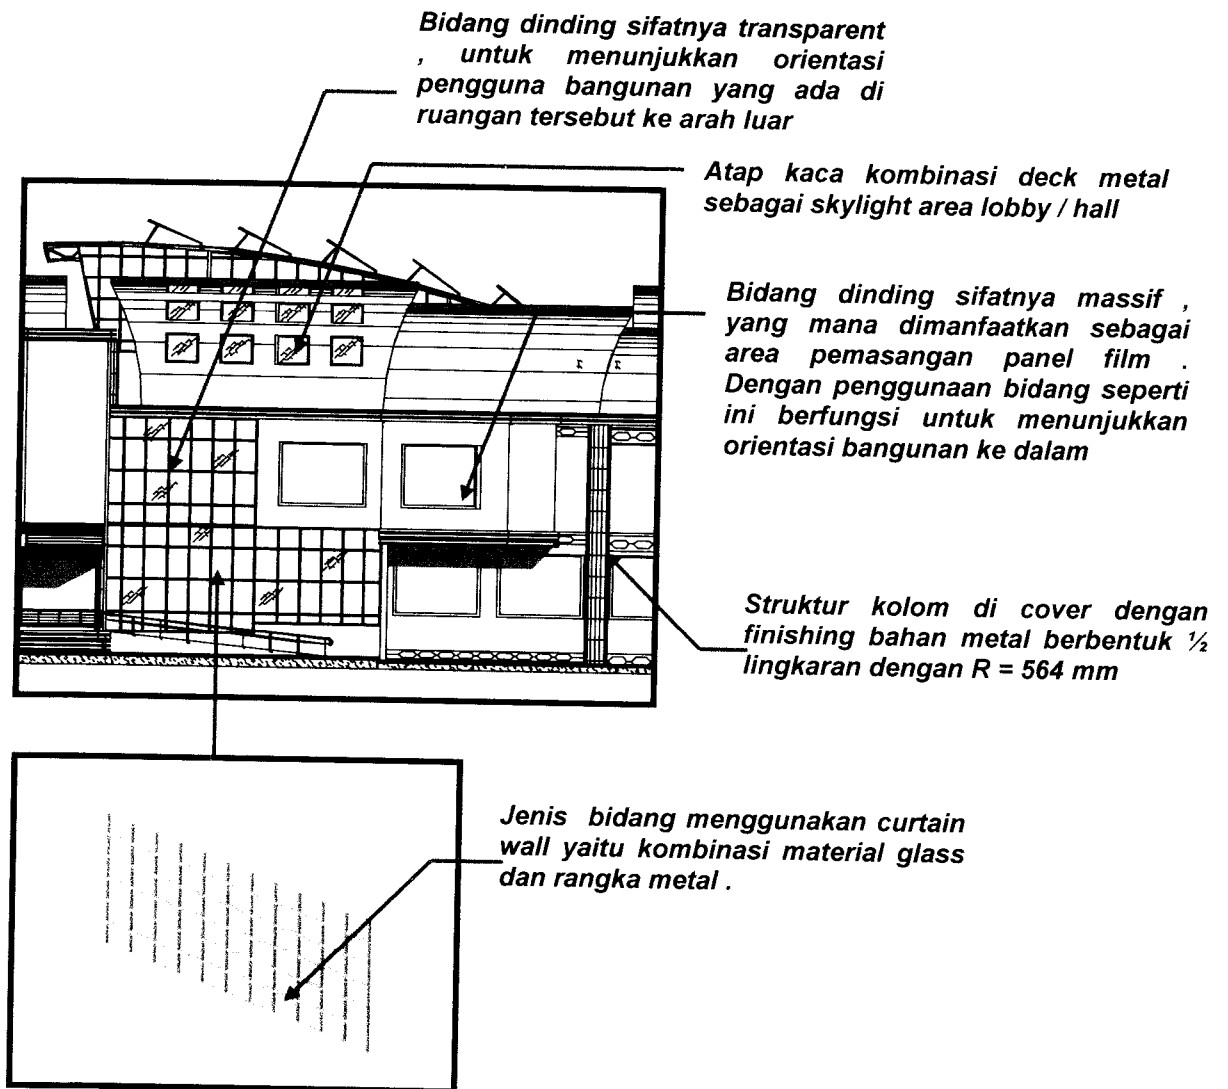 Bidang dinding sifatnya transparent
, untuk menunjukkan orientasi
pengguna bangunan yang ada di
ruangan tersebut ke arah luar
Atap kaca kombinasi deck metal
sebagai skylight area lobby / hall
Bidang dinding sifatnya massif ,
yang mana dimanfaatkan sebagai
area pemasangan panel film .
Dengan penggunaan bidang seperti
ini berfungsi untuk menunjukkan
orientasi bangunan ke dalam
Struktur kolom di cover dengan
finishing bahan metal berbentuk ½
lingkaran dengan R = 564 mm
Jenis bidang menggunakan curtain
wall yaitu kombinasi material glass
dan rangka metal .